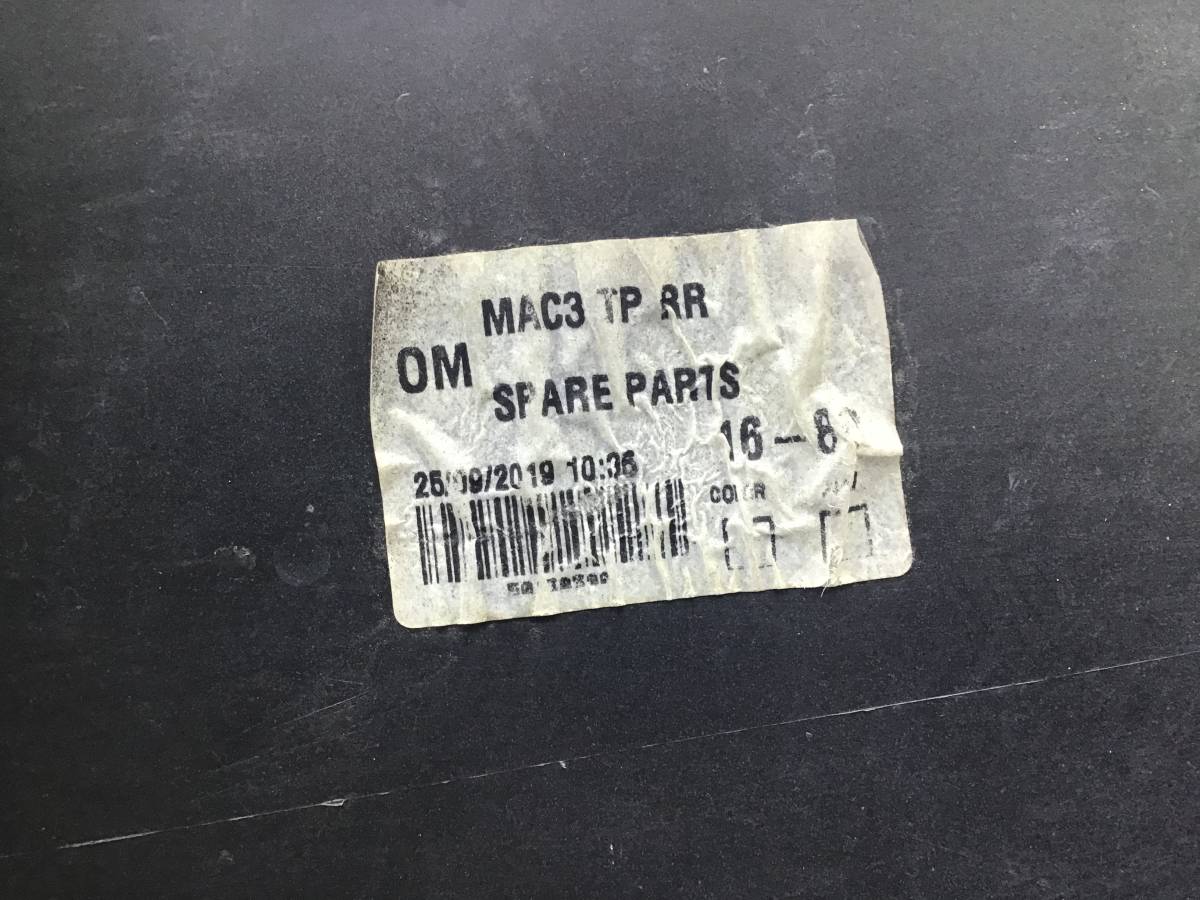 MAC3 TP RR
OM
SPARE PARTS
16-8
25/09/2019 10:36
COLOR